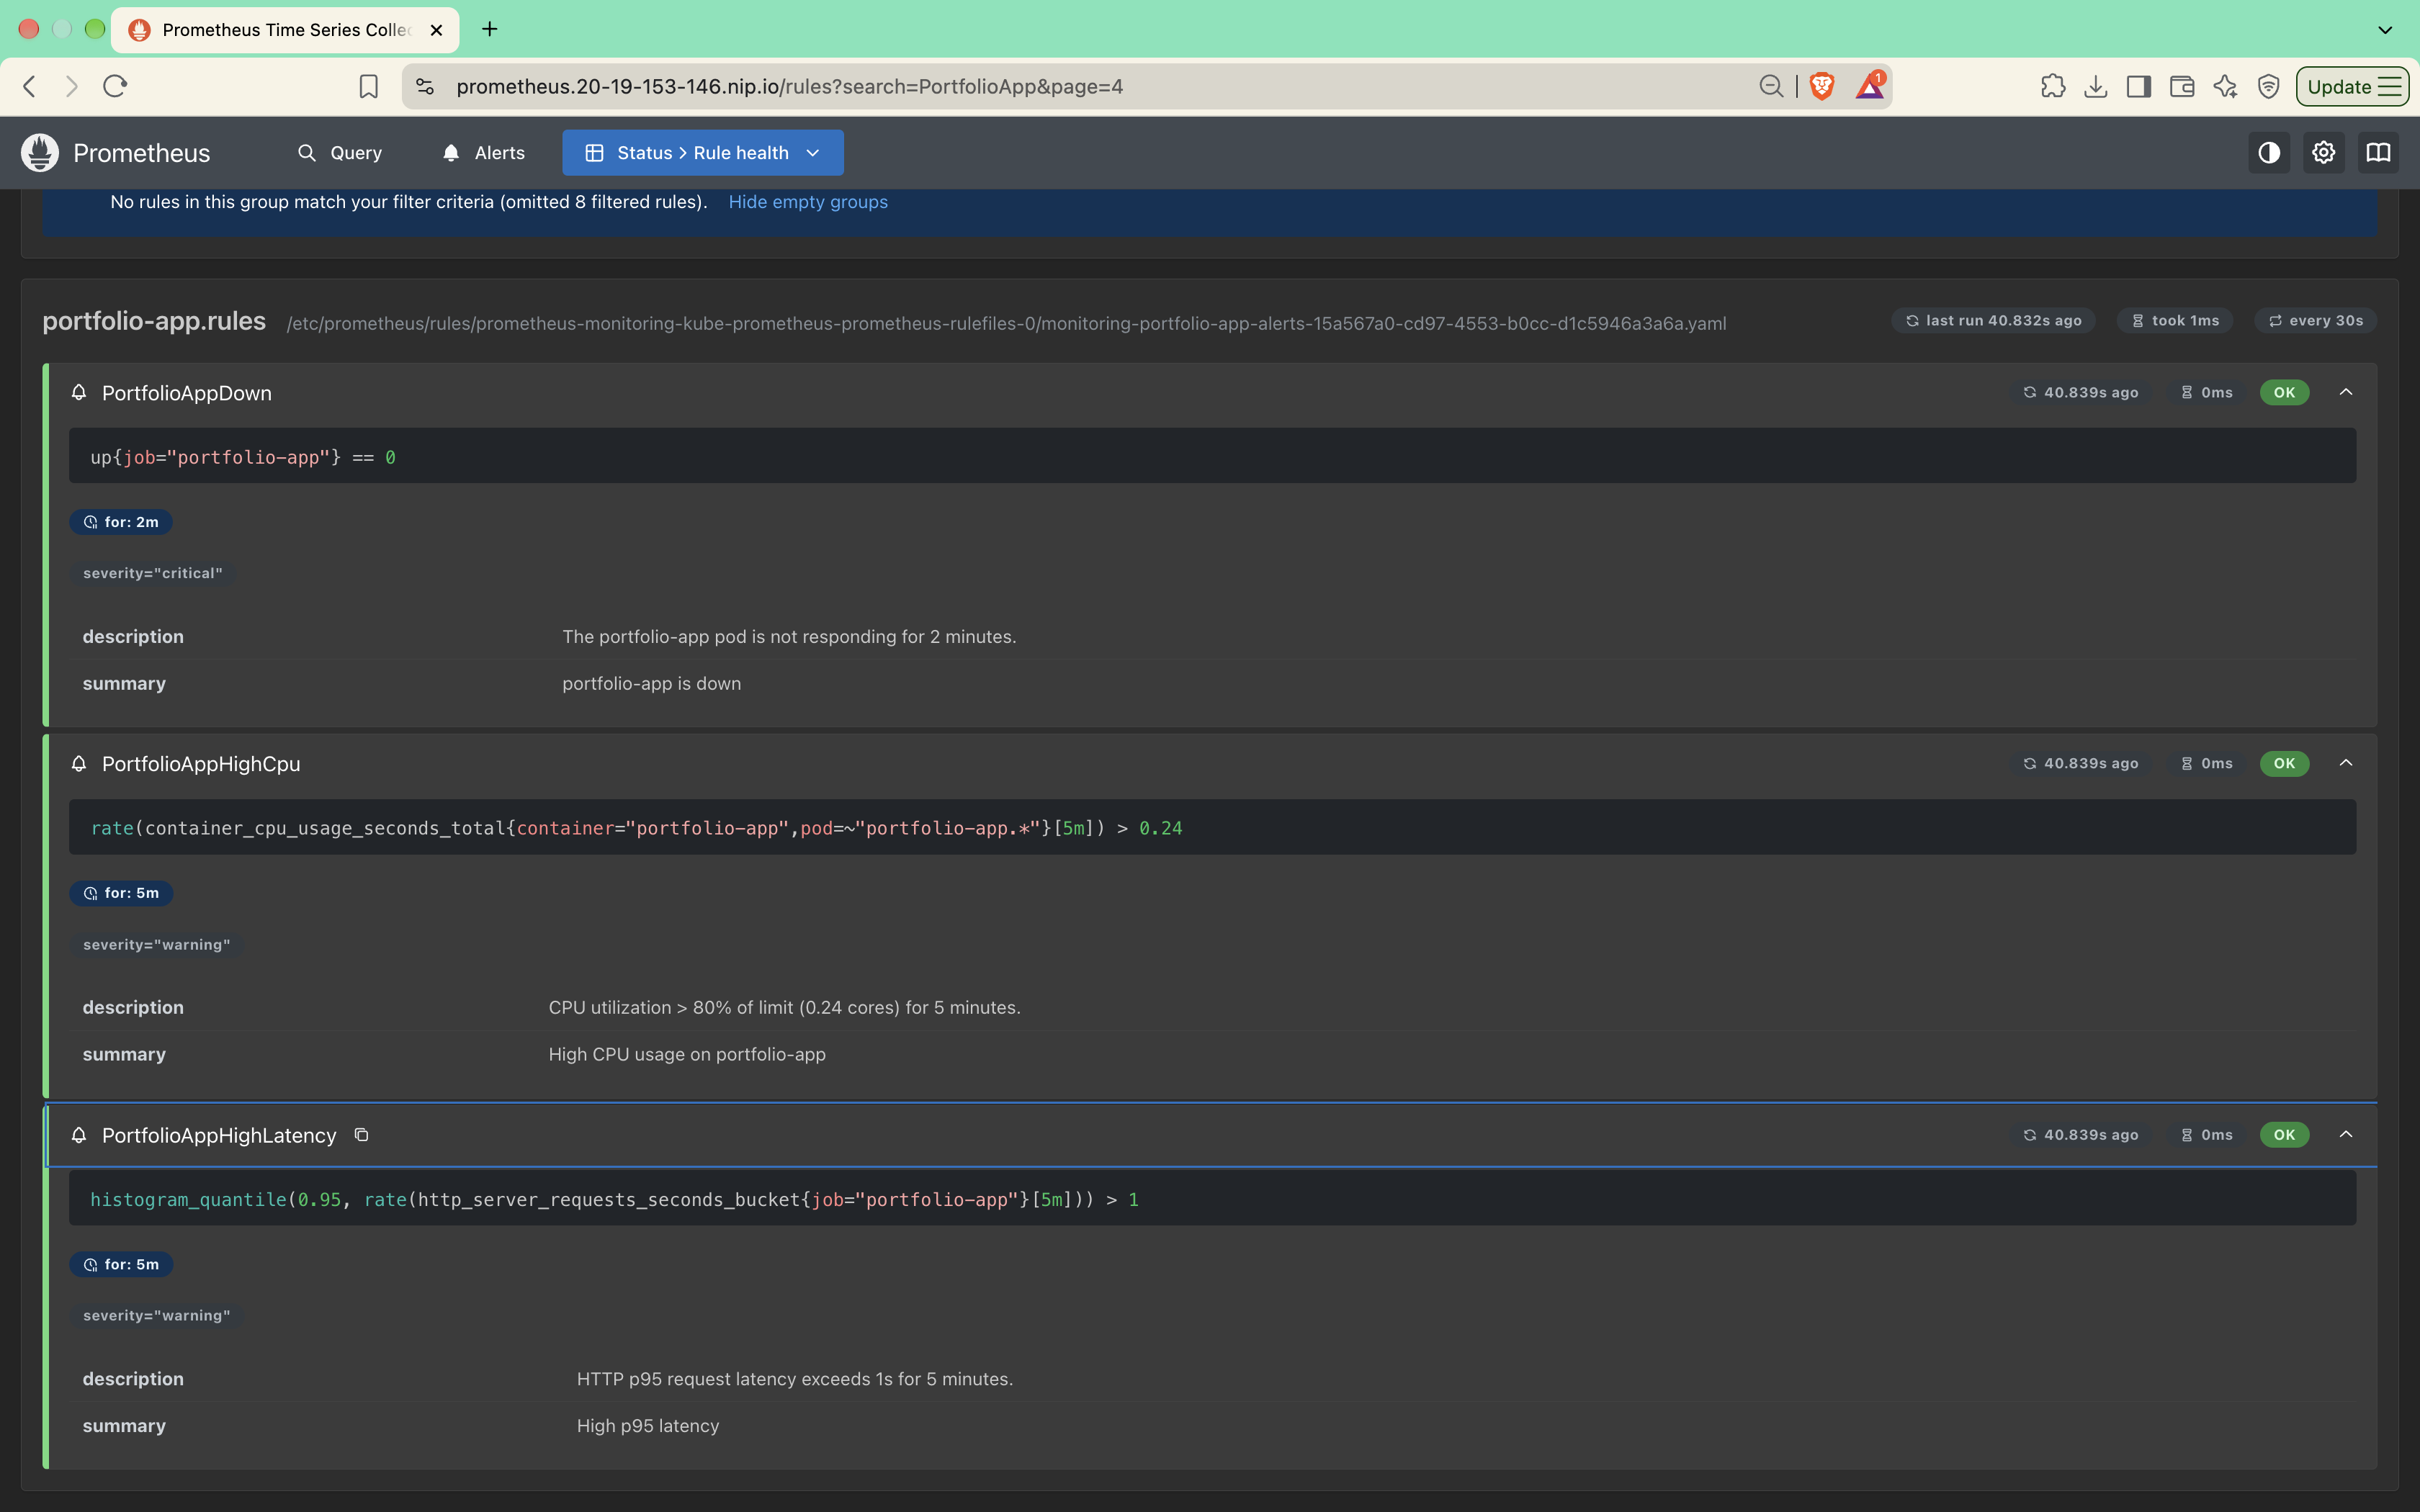 Prometheus Time Series Collec
prometheus.20-19-153-146.nip.io/rules?search=PortfolioApp&page=4
1
Update
Prometheus
Query
Alerts
Status > Rule health
No rules in this group match your filter criteria (omitted 8 filtered rules). Hide empty groups
portfolio-app.rules /etc/prometheus/rules/prometheus-monitoring-kube-prometheus-prometheus-rulefiles-0/monitoring-portfolio-app-alerts-15a567a0-cd97-4553-b0cc-d1c5946a3a6a.yaml last run 40.832s ago took 1ms every 30s
PortfolioAppDown 40.839s ago 0ms OK
up{job="portfolio-app"} == 0
for: 2m
severity="critical"
description The portfolio-app pod is not responding for 2 minutes.
summary portfolio-app is down
PortfolioAppHighCpu 40.839s ago 0ms OK
rate(container_cpu_usage_seconds_total{container="portfolio-app",pod=~"portfolio-app.*"}[5m]) > 0.24
for: 5m
severity="warning"
description CPU utilization > 80% of limit (0.24 cores) for 5 minutes.
summary High CPU usage on portfolio-app
PortfolioAppHighLatency 40.839s ago 0ms OK
histogram_quantile(0.95, rate(http_server_requests_seconds_bucket{job="portfolio-app"}[5m])) > 1
for: 5m
severity="warning"
description HTTP p95 request latency exceeds 1s for 5 minutes.
summary High p95 latency